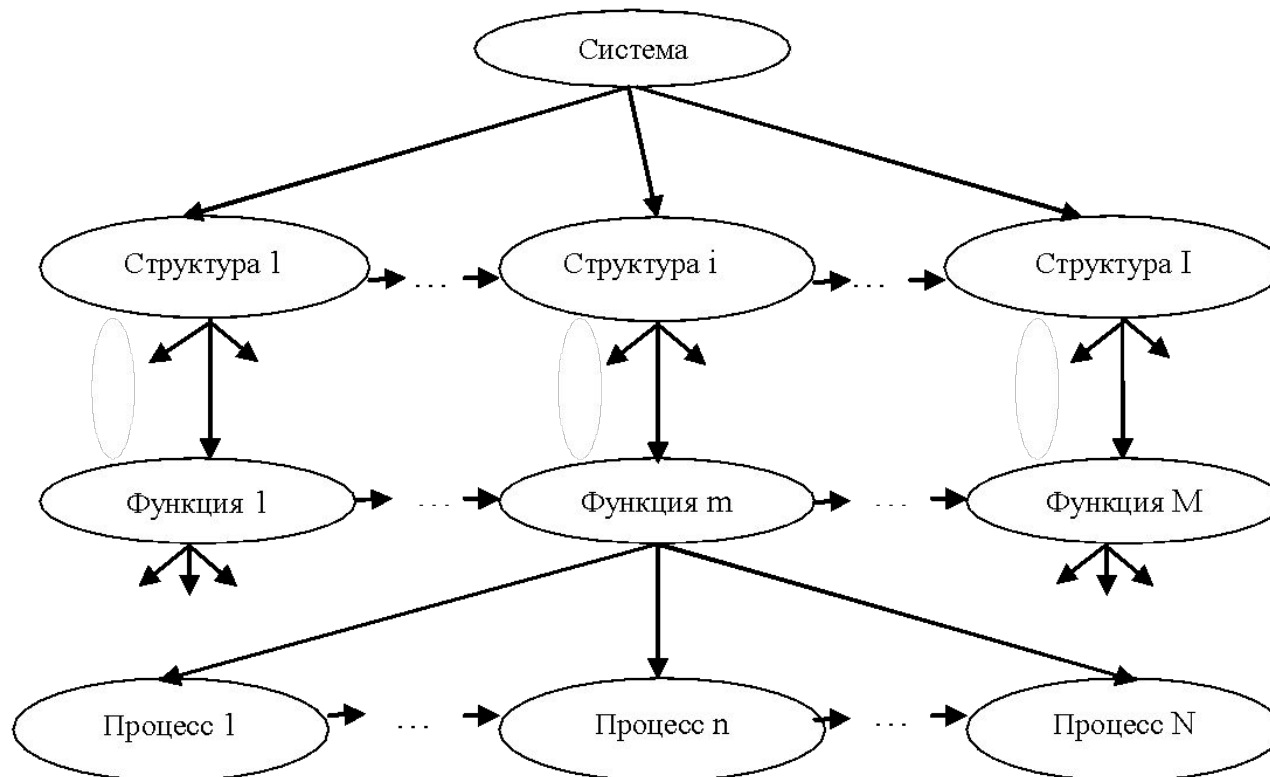 Система
Структура 1
...
Структура i
...
Структура I
Функция 1
...
Функция m
...
Функция M
Процесс 1
...
Процесс n
...
Процесс N